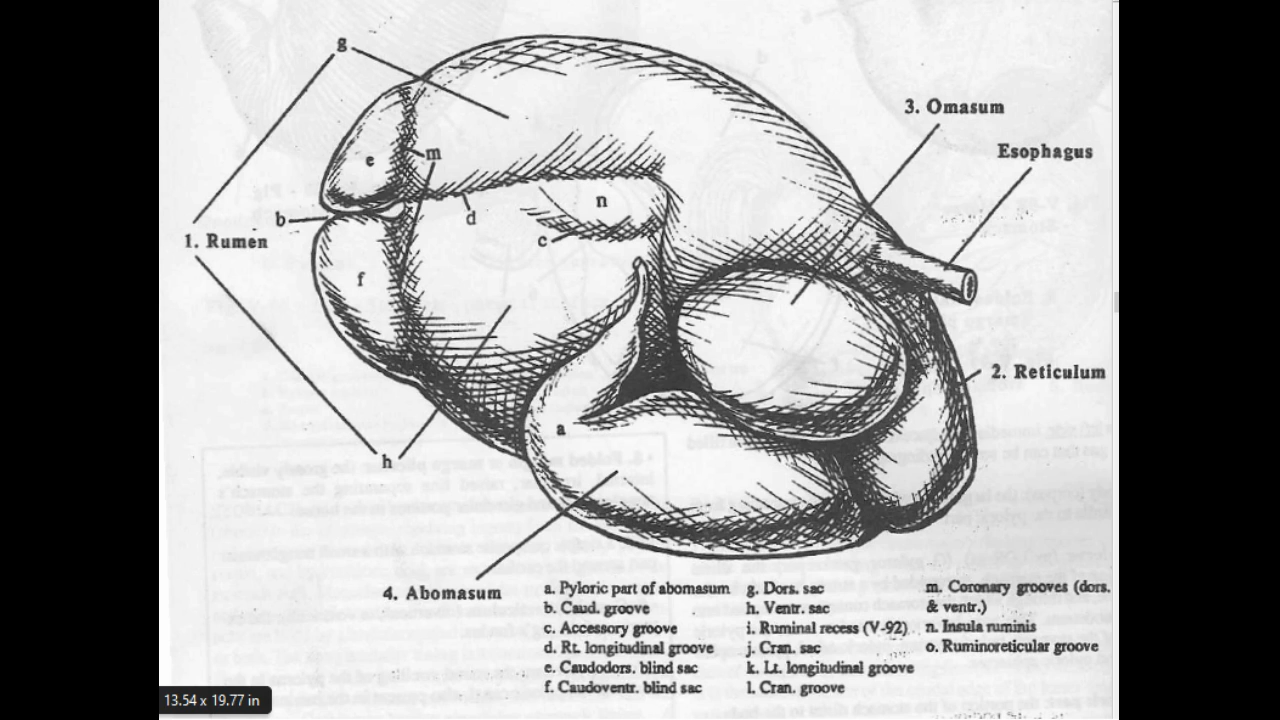 g
3. Omasum
Esophagus
e
m
n
b
d
c
1. Rumen
f
2. Reticulum
a
h
4. Abomasum
a. Pyloric part of abomasum
b. Caud. groove
c. Accessory groove
d. Rt. longitudinal groove
e. Caudodors. blind sac
f. Caudoventr. blind sac
g. Dors. sac
h. Ventr. sac
i. Ruminal recess (V-92)
j. Cran. sac
k. Lt. longitudinal groove
l. Cran. groove
m. Coronary grooves (dors.
& ventr.)
n. Insula ruminis
o. Ruminoreticular groove
13.54 x 19.77 in